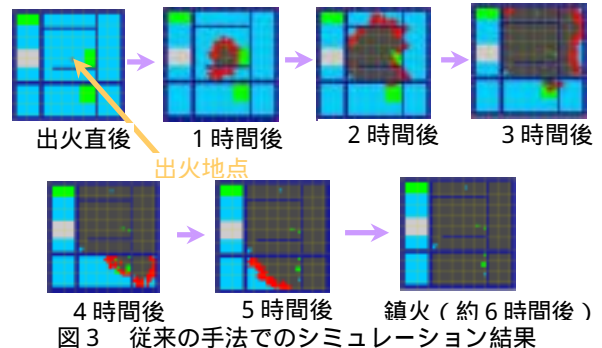 出火直後
1時間後
2時間後
3時間後
出火地点
4時間後
5時間後
鎮火(約6時間後)
図3 従来の手法でのシミュレーション結果